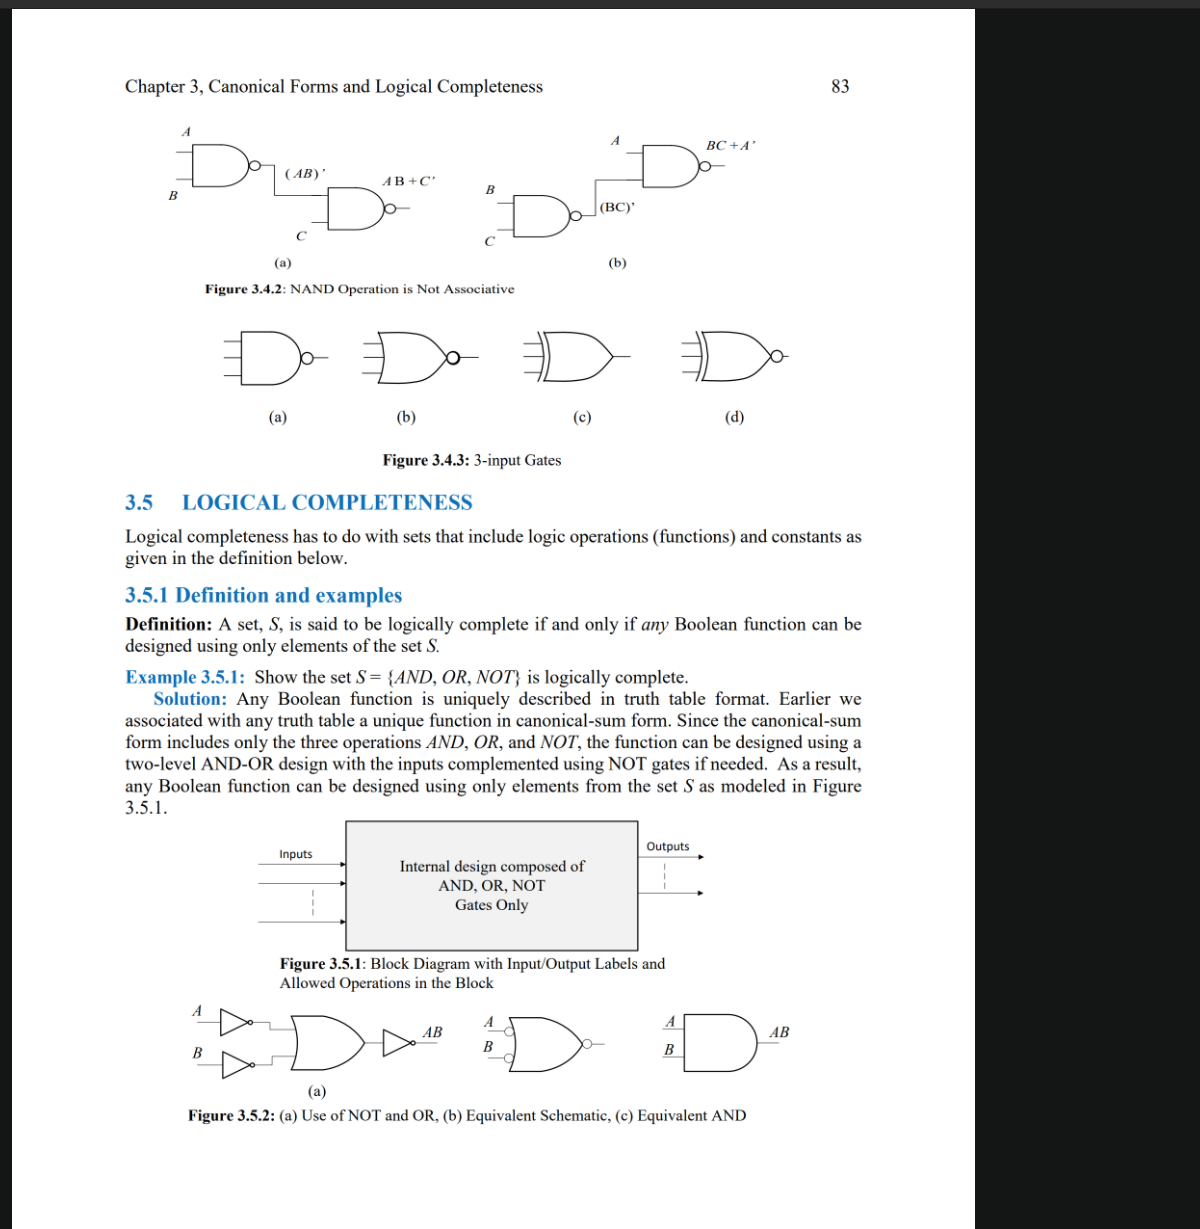 Chapter 3, Canonical Forms and Logical Completeness 83
A
B
(AB)'
AB+C'
C
(a)
A
BC+A'
B
(BC)'
C
(b)
Figure 3.4.2: NAND Operation is Not Associative
(a) (b) (c) (d)
Figure 3.4.3: 3-input Gates
3.5 LOGICAL COMPLETENESS
Logical completeness has to do with sets that include logic operations (functions) and constants as
given in the definition below.
3.5.1 Definition and examples
Definition: A set, S, is said to be logically complete if and only if any Boolean function can be
designed using only elements of the set S.
Example 3.5.1: Show the set S = {AND, OR, NOT} is logically complete.
Solution: Any Boolean function is uniquely described in truth table format. Earlier we
associated with any truth table a unique function in canonical-sum form. Since the canonical-sum
form includes only the three operations AND, OR, and NOT, the function can be designed using a
two-level AND-OR design with the inputs complemented using NOT gates if needed. As a result,
any Boolean function can be designed using only elements from the set S as modeled in Figure
3.5.1.
Inputs
Internal design composed of
AND, OR, NOT
Gates Only
Outputs
Figure 3.5.1: Block Diagram with Input/Output Labels and
Allowed Operations in the Block
A
B
AB
A
B
A
B
AB
(a)
Figure 3.5.2: (a) Use of NOT and OR, (b) Equivalent Schematic, (c) Equivalent AND